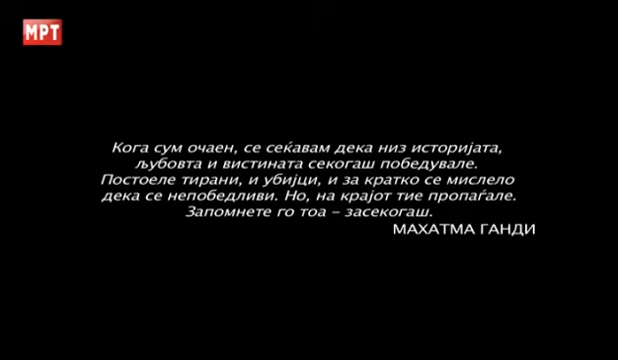 МРТ
Кога сум очаен, се сеќавам дека низ историјата,
љубовта и вистината секогаш победувале.
Постоеле тирани, и убијци, и за кратко се мислело
дека се непобедливи. Но, на крајот тие пропаѓале.
Запомнете го тоа – засекогаш.
МАХАТМА ГАНДИ